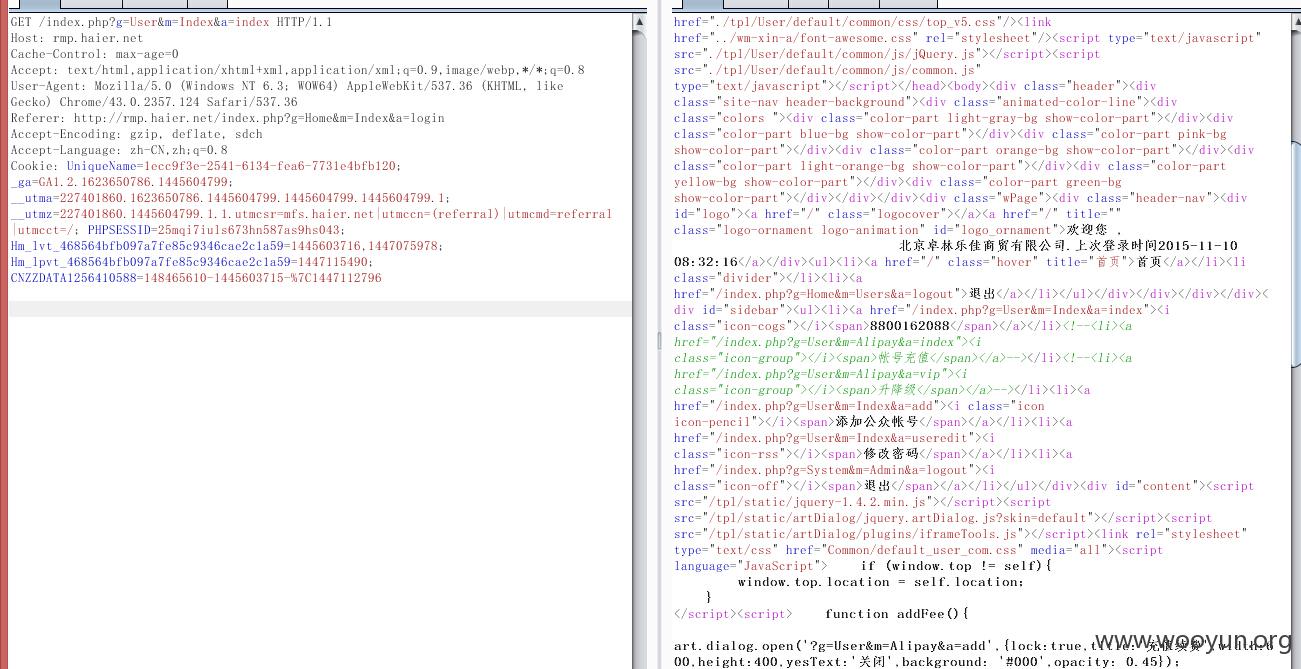 GET /index.php?g=User&m=Index&a=index HTTP/1.1
Host: rmp.haier.net
Cache-Control: max-age=0
Accept: text/html,application/xhtml+xml,application/xml;q=0.9,image/webp,*/*;q=0.8
User-Agent: Mozilla/5.0 (Windows NT 6.3; WOW64) AppleWebKit/537.36 (KHTML, like
Gecko) Chrome/43.0.2357.124 Safari/537.36
Referer: http://rmp.haier.net/index.php?g=Home&m=Index&a=login
Accept-Encoding: gzip, deflate, sdch
Accept-Language: zh-CN,zh;q=0.8
Cookie: UniqueName=1ecc9f3e-2541-6134-fea6-7731e4bfb120;
_ga=GA1.2.1623650786.1445604799;
__utma=227401860.1623650786.1445604799.1445604799.1445604799.1;
__utmz=227401860.1445604799.1.1.utmcsr=mfs.haier.net|utmccn=(referral)|utmcmd=referral
|utmcct=/; PHPSESSID=25mqi7iuls673hn587as9hs043;
Hm_lvt_468564bfb097a7fe85c9346cae2c1a59=1445603716,1447075978;
Hm_lpvt_468564bfb097a7fe85c9346cae2c1a59=1447115490;
CNZZDATA1256410588=148465610-1445603715-%7C1447112796
href="./tpl/User/default/common/css/top_v5.css"/><link
href="../wm-xin-a/font-awesome.css" rel="stylesheet"/><script type="text/javascript"
src="./tpl/User/default/common/js/jQuery.js"></script><script
src="./tpl/User/default/common/js/common.js"
type="text/javascript"></script></head><body><div class="header"><div
class="site-nav header-background"><div class="animated-color-line"><div
class="colors "><div class="color-part light-gray-bg show-color-part"></div><div
class="color-part blue-bg show-color-part"></div><div class="color-part pink-bg
show-color-part"></div><div class="color-part orange-bg show-color-part"></div><div
class="color-part light-orange-bg show-color-part"></div><div class="color-part
yellow-bg show-color-part"></div><div class="color-part green-bg
show-color-part"></div></div></div><div class="wPage"><div class="header-nav"><div
id="logo"><a href="/" class="logocover"></a><a href="/" title=""
class="logo-ornament logo-animation" id="logo_ornament">欢迎您 ,
北京卓林乐佳商贸有限公司.上次登录时间2015-11-10
08:32:16</a></div><ul><li><a href="/" class="hover" title="首页">首页</a></li><li
class="divider"></li><li><a
href="/index.php?g=Home&m=Users&a=logout">退出</a></li></ul></div></div></div></div><
div id="sidebar"><ul><li><a href="/index.php?g=User&m=Index&a=index"><i
class="icon-cogs"></i><span>8800162088</span></a></li><!--<li><a
href="/index.php?g=User&m=Alipay&a=index"><i
class="icon-group"></i><span>帐号充值</span></a>--></li><!--<li><a
href="/index.php?g=User&m=Alipay&a=vip"><i
class="icon-group"></i><span>升降级</span></a>--></li><li><a
href="/index.php?g=User&m=Index&a=add"><i class="icon
icon-pencil"></i><span>添加公众帐号</span></a></li><li><a
href="/index.php?g=User&m=Index&a=useredit"><i
class="icon-rss"></i><span>修改密码</span></a></li><li><a
href="/index.php?g=System&m=Admin&a=logout"><i
class="icon-off"></i><span>退出</span></a></li></ul></div><div id="content"><script
src="/tpl/static/jquery-1.4.2.min.js"></script><script
src="/tpl/static/artDialog/jquery.artDialog.js?skin=default"></script><script
src="/tpl/static/artDialog/plugins/iframeTools.js"></script><link rel="stylesheet"
type="text/css" href="Common/default_user_com.css" media="all"><script
language="JavaScript"> if (window.top != self){
window.top.location = self.location;
}
</script><script> function addFee(){
art.dialog.open('?g=User&m=Alipay&a=add',{lock:true,title:'充值续费',width:6
00,height:400,yesText:'关闭',background: '#000',opacity: 0.45});
www.wooyun.org